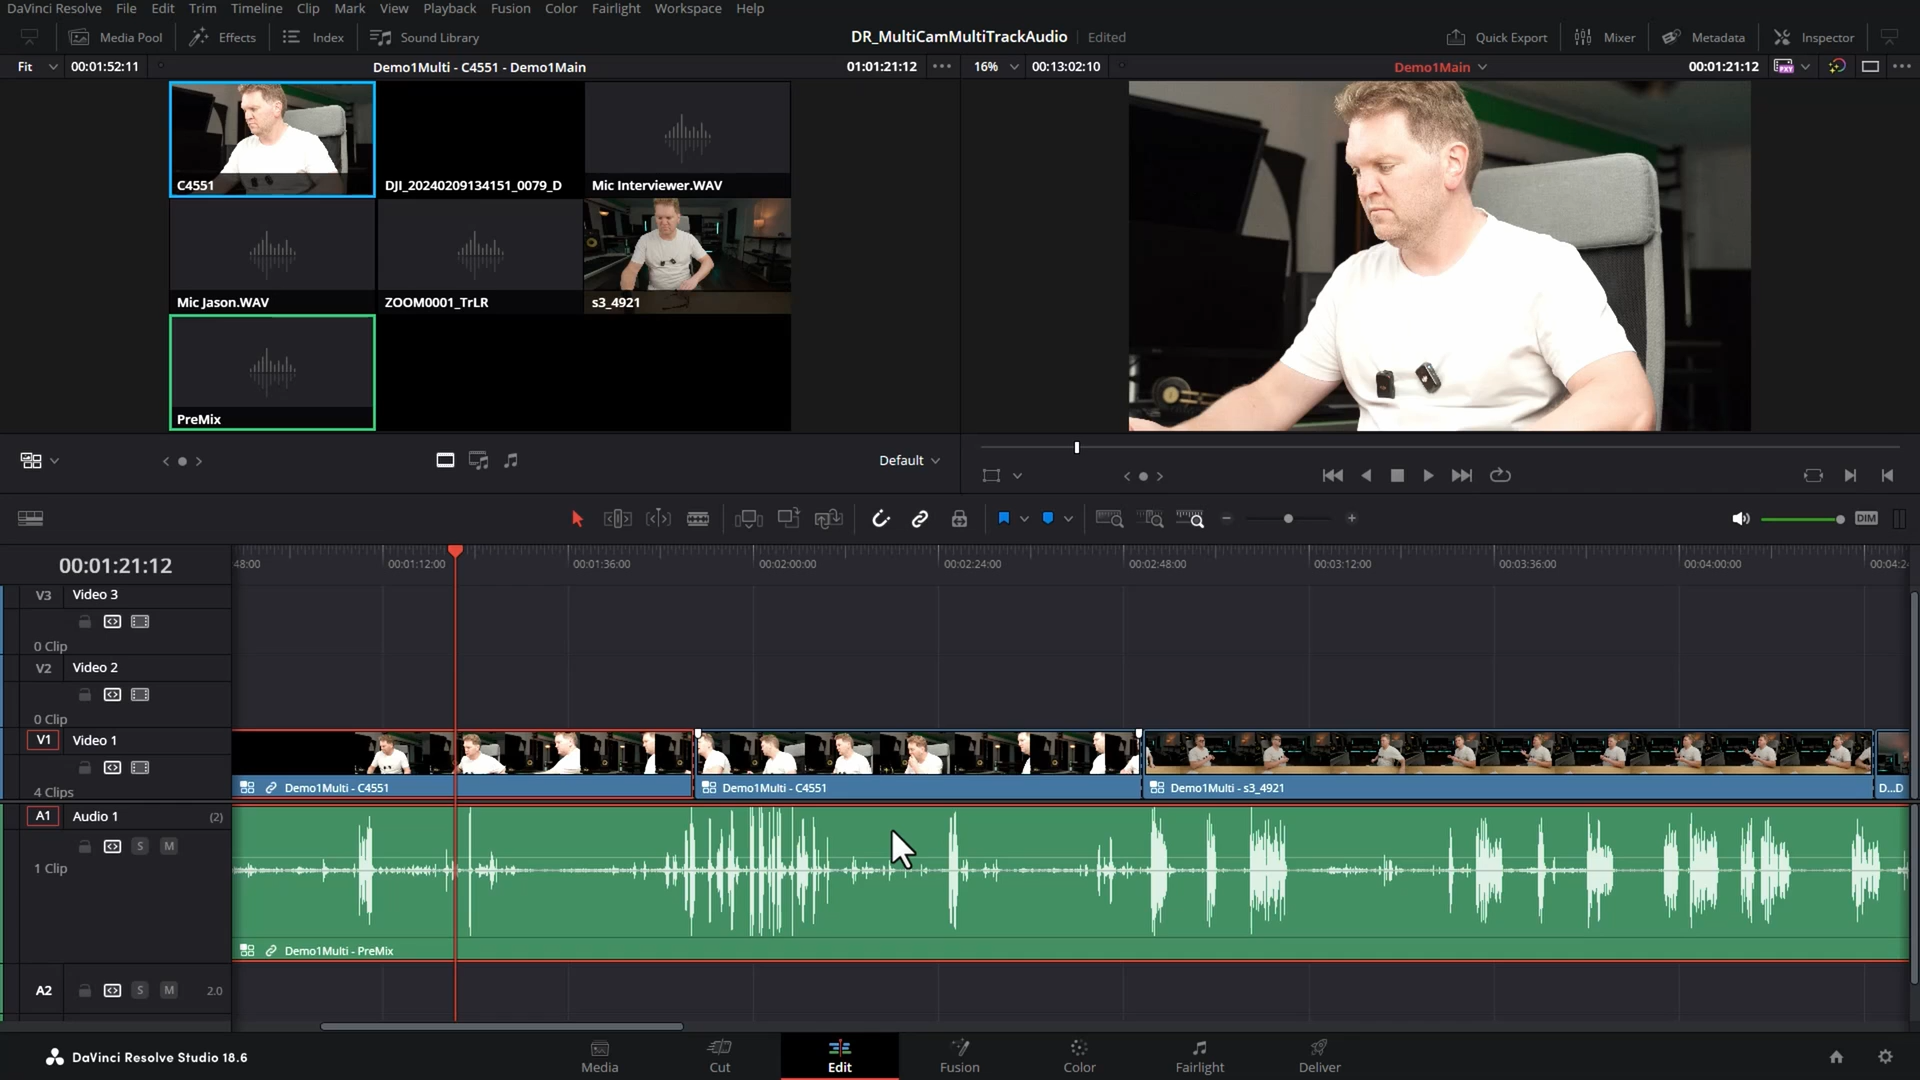 DaVinci Resolve File Edit Trim Timeline Clip Mark View Playback Fusion Color Fairlight Workspace Help
Media Pool Effects Index Sound Library DR_MultiCamMultiTrackAudio Edited Quick Export Mixer Metadata Inspector
Fit 00:01:52:11 Demo1Multi - C4551 - Demo1Main 01:01:21:12 16% 00:13:02:10 Demo1Main 00:01:21:12 PXY
C4551 DJI_20240209134151_0079_D Mic Interviewer.WAV
Mic Jason.WAV ZOOM0001_TrLR s3_4921
PreMix
Default
DIM
00:01:21:12
48:00 00:01:12:00 00:01:36:00 00:02:00:00 00:02:24:00 00:02:48:00 00:03:12:00 00:03:36:00 00:04:00:00 00:04:24
V3 Video 3
0 Clip
V2 Video 2
0 Clip
V1 Video 1
4 Clips
Demo1Multi - C4551 Demo1Multi - C4551 Demo1Multi - s3_4921 D...D
A1 Audio 1 (2)
S M
1 Clip
Demo1Multi - PreMix
A2 S M 2.0
DaVinci Resolve Studio 18.6
Media Cut Edit Fusion Color Fairlight Deliver